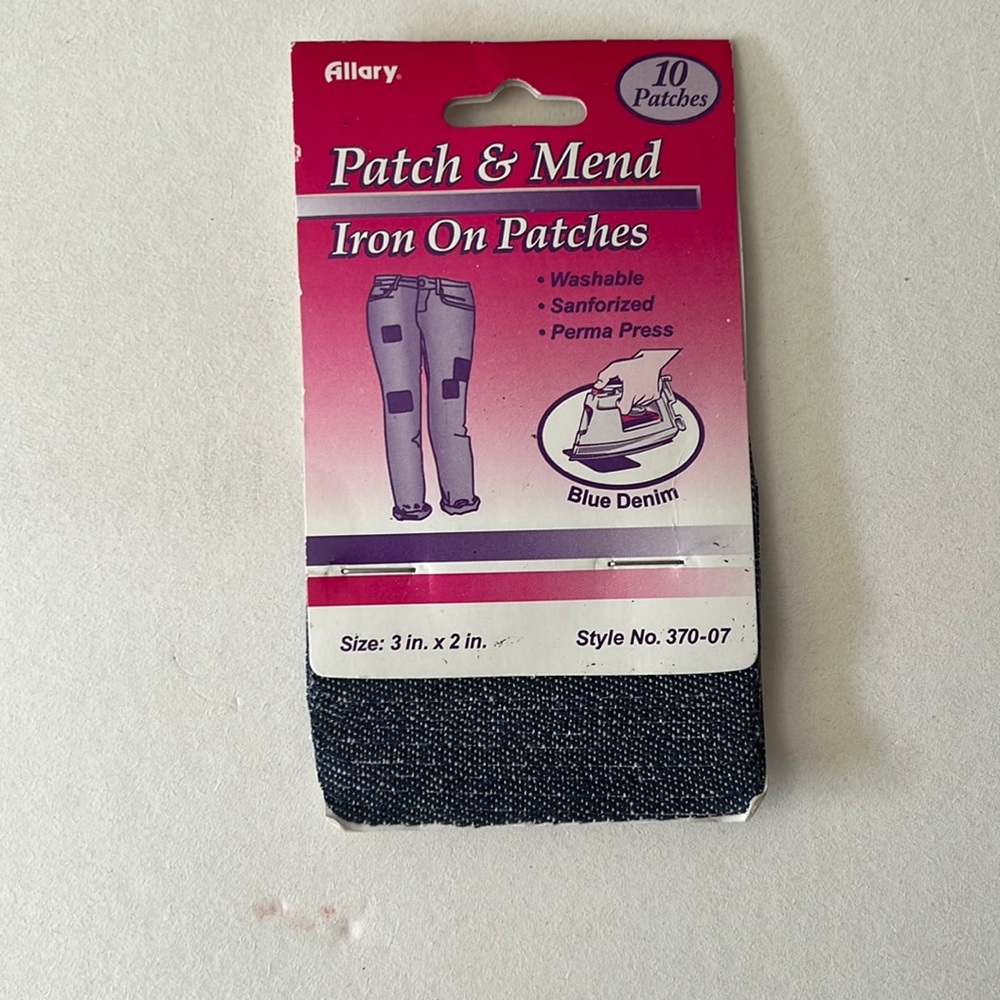 Allary®
10
Patches
Patch & Mend
Iron On Patches
• Washable
• Sanforized
• Perma Press
Blue Denim
Size: 3 in. x 2 in.
Style No. 370-07